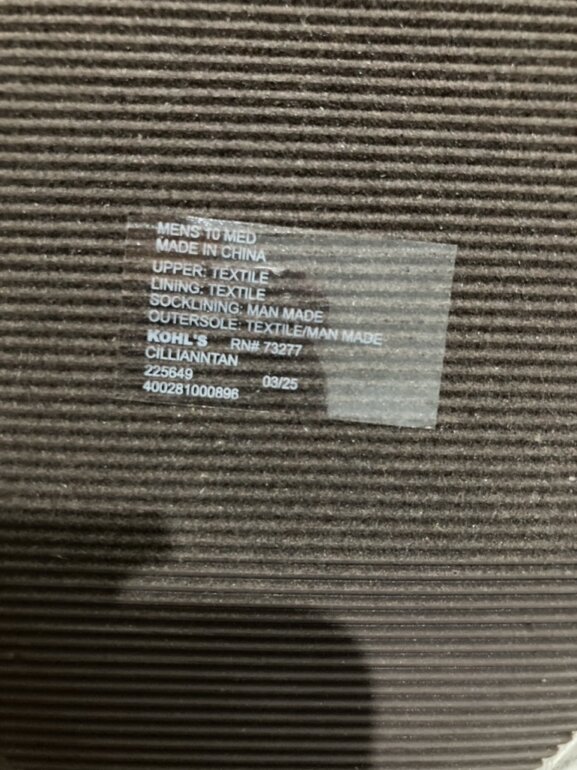 MENS 10 MED
MADE IN CHINA
UPPER: TEXTILE
LINING: TEXTILE
SOCKLINING: MAN MADE
OUTERSOLE: TEXTILE/MAN MADE
KOHL'S RN# 73277
CILLIANNTAN
225649
400281000896 03/25